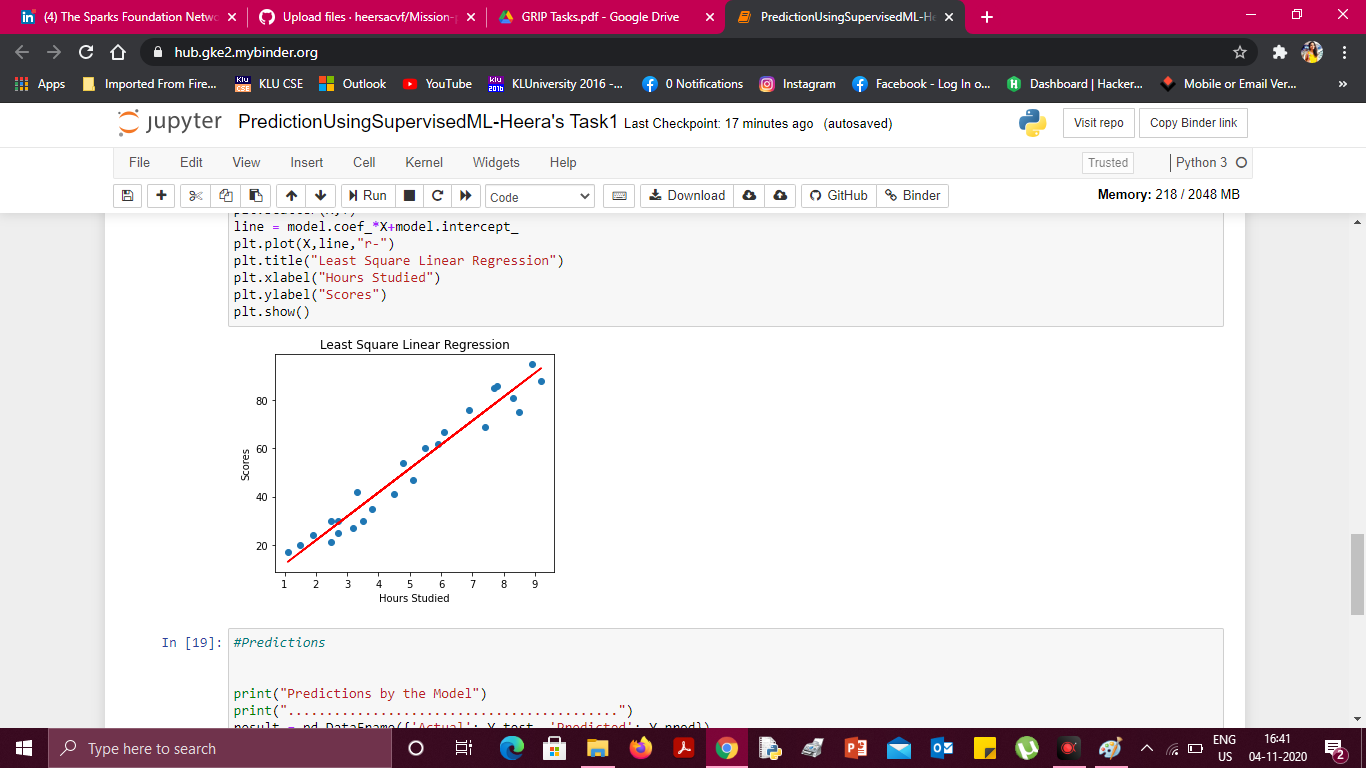 (4) The Sparks Foundation Netwo
Upload files · heersacvf/Mission-p
GRIP Tasks.pdf - Google Drive
PredictionUsingSupervisedML-He
hub.gke2.mybinder.org
Apps
Imported From Fire...
KLU CSE
Outlook
YouTube
KLUniversity 2016 -...
0 Notifications
Instagram
Facebook - Log In o...
Dashboard | Hacker...
Mobile or Email Ver...
»
jupyter PredictionUsingSupervisedML-Heera's Task1 Last Checkpoint: 17 minutes ago (autosaved)
Visit repo
Copy Binder link
File Edit View Insert Cell Kernel Widgets Help
Trusted
Python 3
Run
Code
Download
GitHub
Binder
Memory: 218 / 2048 MB
line = model.coef_*X+model.intercept_
plt.plot(X,line,"r-")
plt.title("Least Square Linear Regression")
plt.xlabel("Hours Studied")
plt.ylabel("Scores")
plt.show()
Least Square Linear Regression
Scores
80
60
40
20
1 2 3 4 5 6 7 8 9
Hours Studied
In [19]:
#Predictions
print("Predictions by the Model")
print("...........................................")
result = pd.DataFrame({'Actual': Y_test, 'Predicted': Y_pred})
Type here to search
ENG
US
16:41
04-11-2020
2